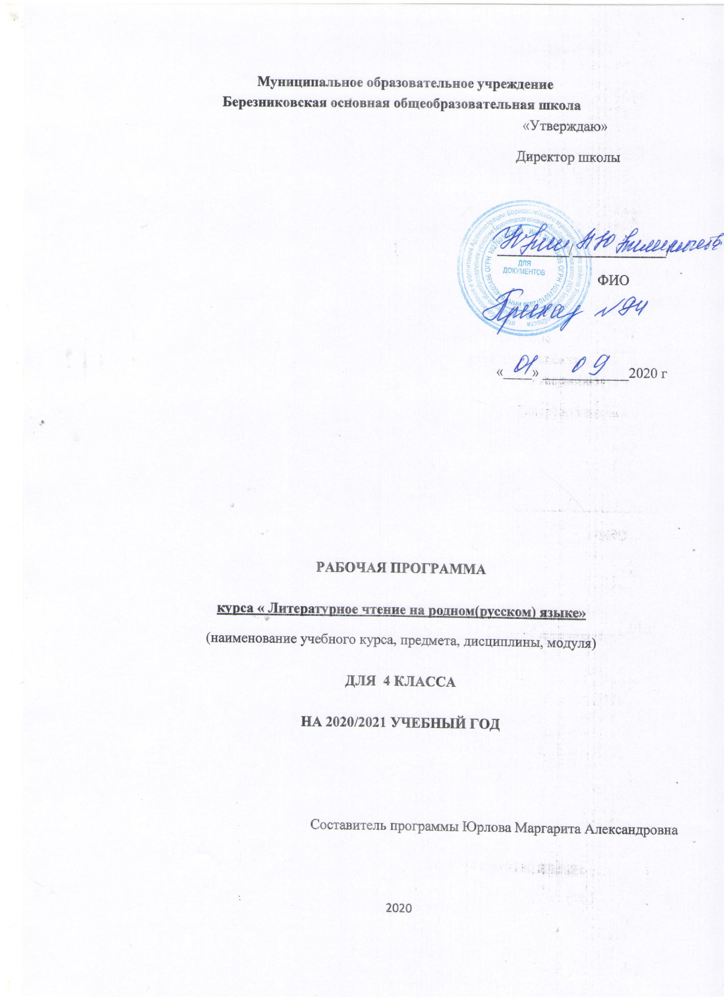 Муниципальное образовательное учреждение
Березниковская основная общеобразовательная школа
«Утверждаю»
Директор школы
ДЛЯ
ДОКУМЕНТОВ
ФИО
Приказ №94
«01» 09 2020 г
РАБОЧАЯ ПРОГРАММА
курса « Литературное чтение на родном(русском) языке»
(наименование учебного курса, предмета, дисциплины, модуля)
ДЛЯ 4 КЛАССА
НА 2020/2021 УЧЕБНЫЙ ГОД
Составитель программы Юрлова Маргарита Александровна
2020